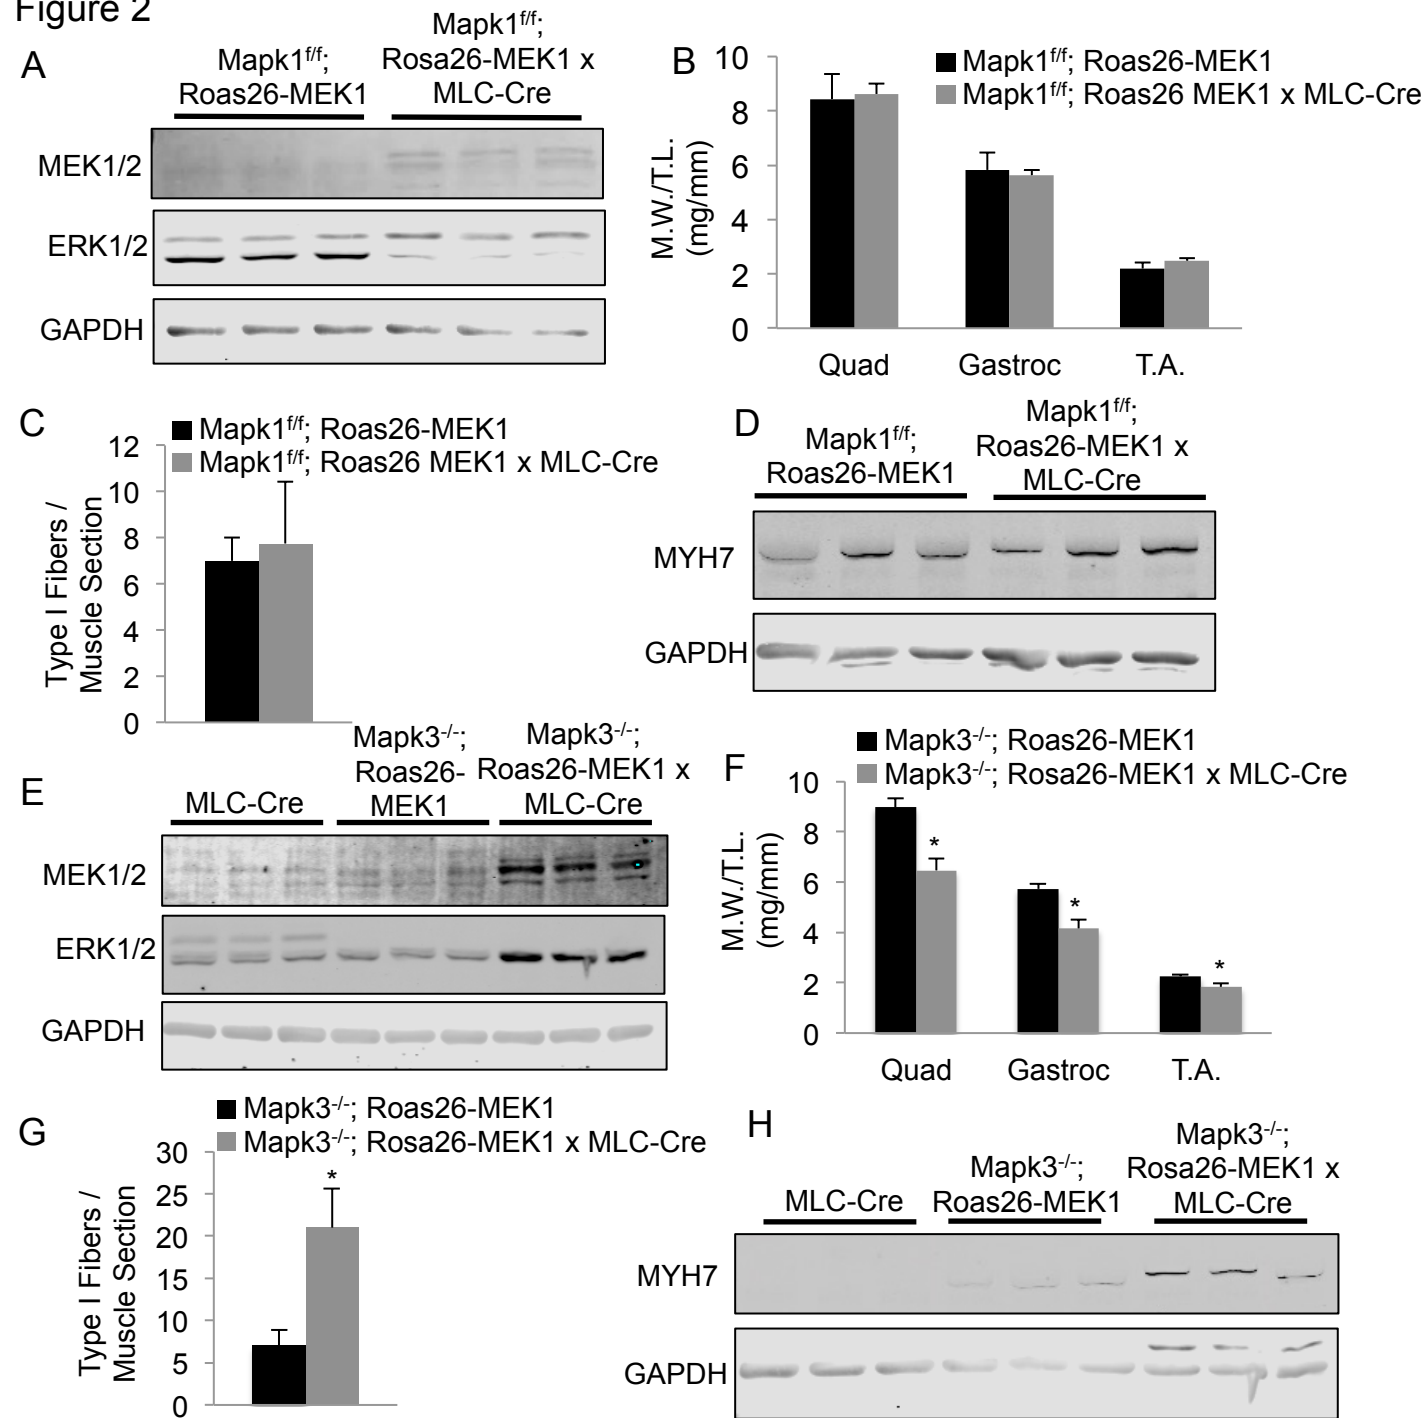 Figure 2
A
Mapk1f/f;
Roas26-MEK1
Mapk1f/f;
Rosa26-MEK1 x
MLC-Cre
MEK1/2
ERK1/2
GAPDH
B
Mapk1f/f; Roas26-MEK1
Mapk1f/f; Roas26 MEK1 x MLC-Cre
M.W./T.L.
(mg/mm)
10
8
6
4
2
0
Quad Gastroc T.A.
C
Mapk1f/f; Roas26-MEK1
Mapk1f/f; Roas26 MEK1 x MLC-Cre
Type I Fibers /
Muscle Section
12
10
8
6
4
2
0
D
Mapk1f/f;
Roas26-MEK1
Mapk1f/f;
Roas26-MEK1 x
MLC-Cre
MYH7
GAPDH
E
MLC-Cre
Mapk3-/-;
Roas26-
MEK1
Mapk3-/-;
Roas26-MEK1 x
MLC-Cre
MEK1/2
ERK1/2
GAPDH
F
Mapk3-/-; Roas26-MEK1
Mapk3-/-; Rosa26-MEK1 x MLC-Cre
M.W./T.L.
(mg/mm)
10
8
6
4
2
0
*
*
*
Quad Gastroc T.A.
G
Mapk3-/-; Roas26-MEK1
Mapk3-/-; Rosa26-MEK1 x MLC-Cre
Type I Fibers /
Muscle Section
30
25
20
15
10
5
0
*
H
MLC-Cre
Mapk3-/-;
Roas26-MEK1
Mapk3-/-;
Rosa26-MEK1 x
MLC-Cre
MYH7
GAPDH